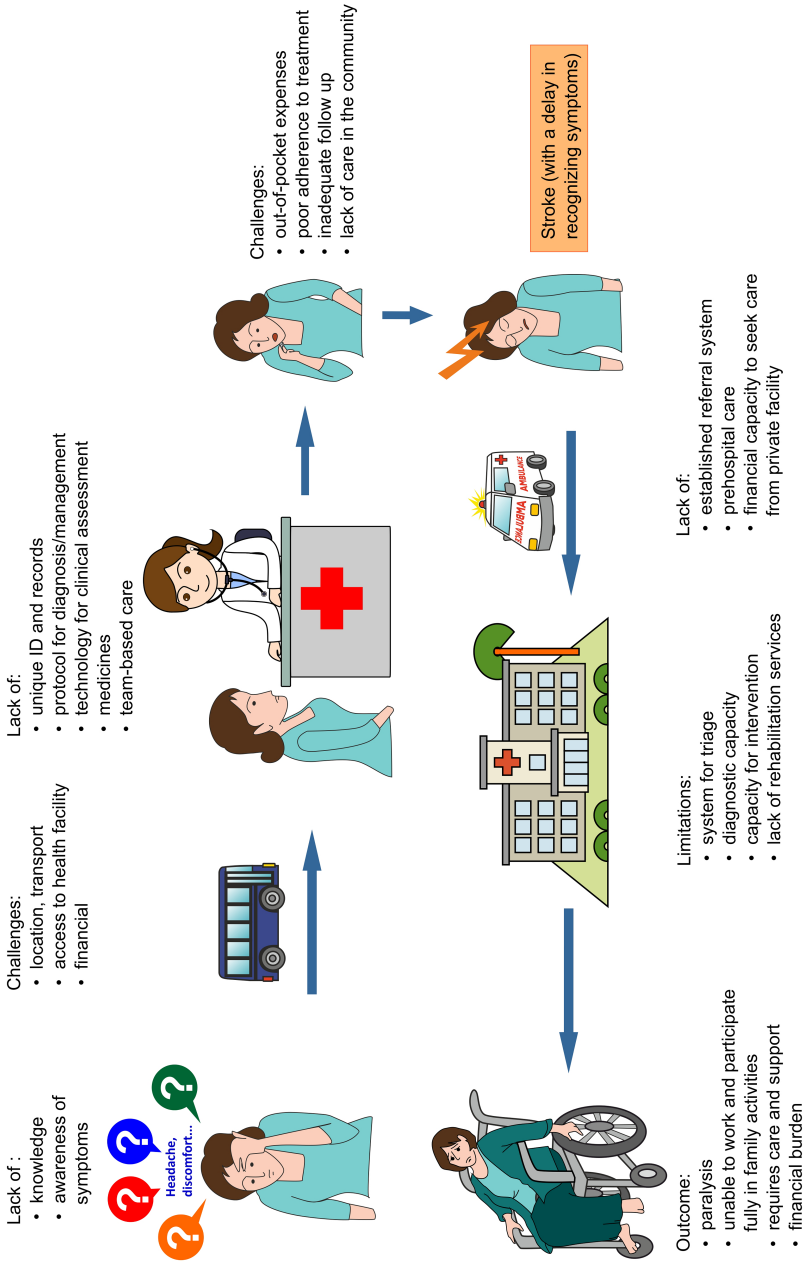 Lack of :
• knowledge
• awareness of
symptoms
Headache,
discomfort...
?
?
?
?
Challenges:
• location, transport
• access to health facility
• financial
Lack of:
• unique ID and records
• protocol for diagnosis/management
• technology for clinical assessment
• medicines
• team-based care
Challenges:
• out-of-pocket expenses
• poor adherence to treatment
• inadequate follow up
• lack of care in the community
Stroke (with a delay in
recognizing symptoms)
Lack of:
• established referral system
• prehospital care
• financial capacity to seek care
from private facility
AMBULANCE
AMBULANCE
Limitations:
• system for triage
• diagnostic capacity
• capacity for intervention
• lack of rehabilitation services
Outcome:
• paralysis
• unable to work and participate
fully in family activities
• requires care and support
• financial burden